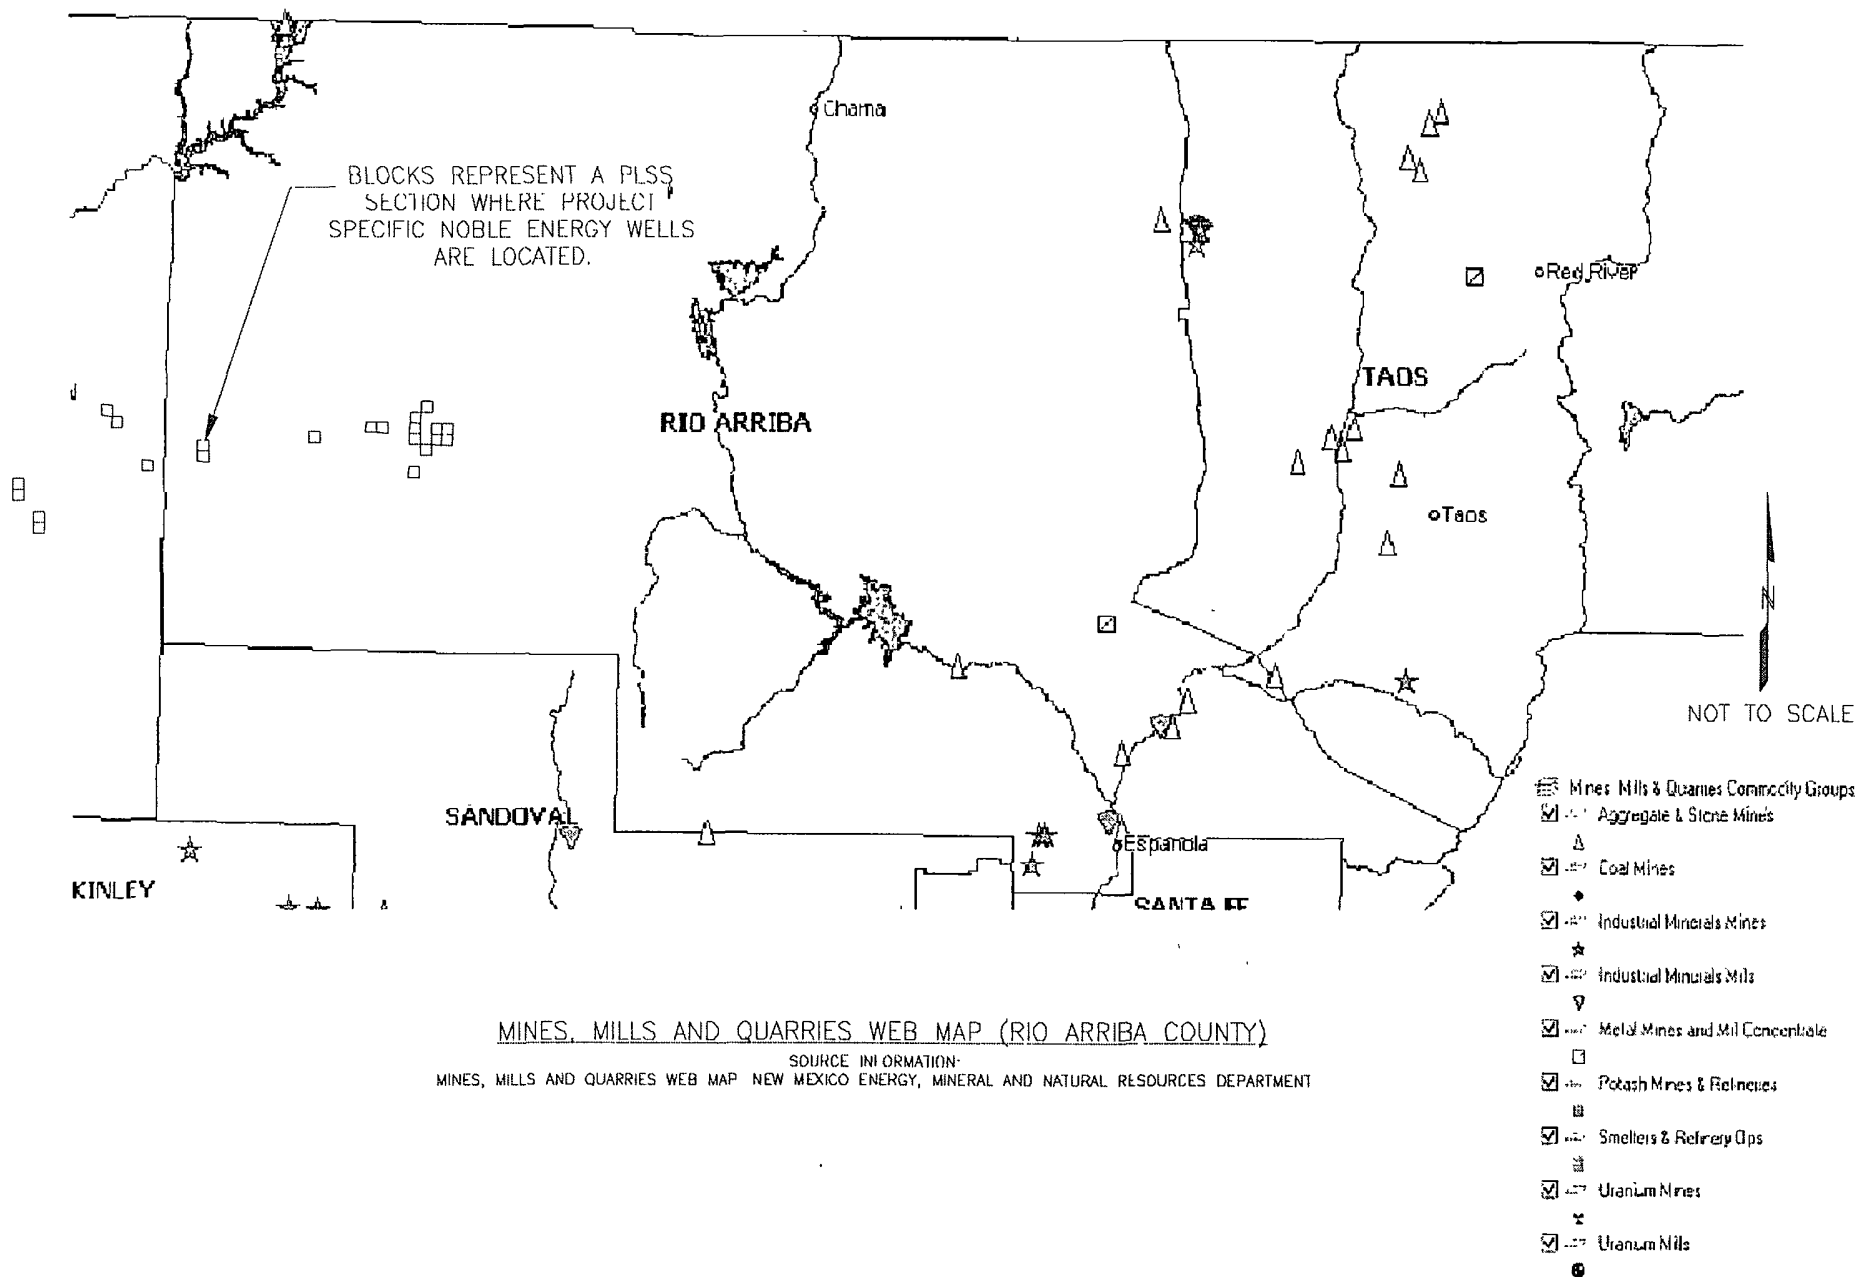 Chama
BLOCKS REPRESENT A PLSS
SECTION WHERE PROJECT
SPECIFIC NOBLE ENERGY WELLS
ARE LOCATED.
Red River
TAOS
RIO ARRIBA
Taos
N
NOT TO SCALE
SANDOVAL
Espanola
KINLEY
SANTA FE
Mines Mills & Quarries Commodity Groups
Aggregate & Stone Mines
Coal Mines
Industrial Minerals Mines
Industrial Minerals Mills
Metal Mines and Mill Concentrate
Potash Mines & Refineries
Smelters & Refinery Ops
Uranium Mines
Uranium Mills
MINES, MILLS AND QUARRIES WEB MAP (RIO ARRIBA COUNTY)
SOURCE INFORMATION:
MINES, MILLS AND QUARRIES WEB MAP NEW MEXICO ENERGY, MINERAL AND NATURAL RESOURCES DEPARTMENT